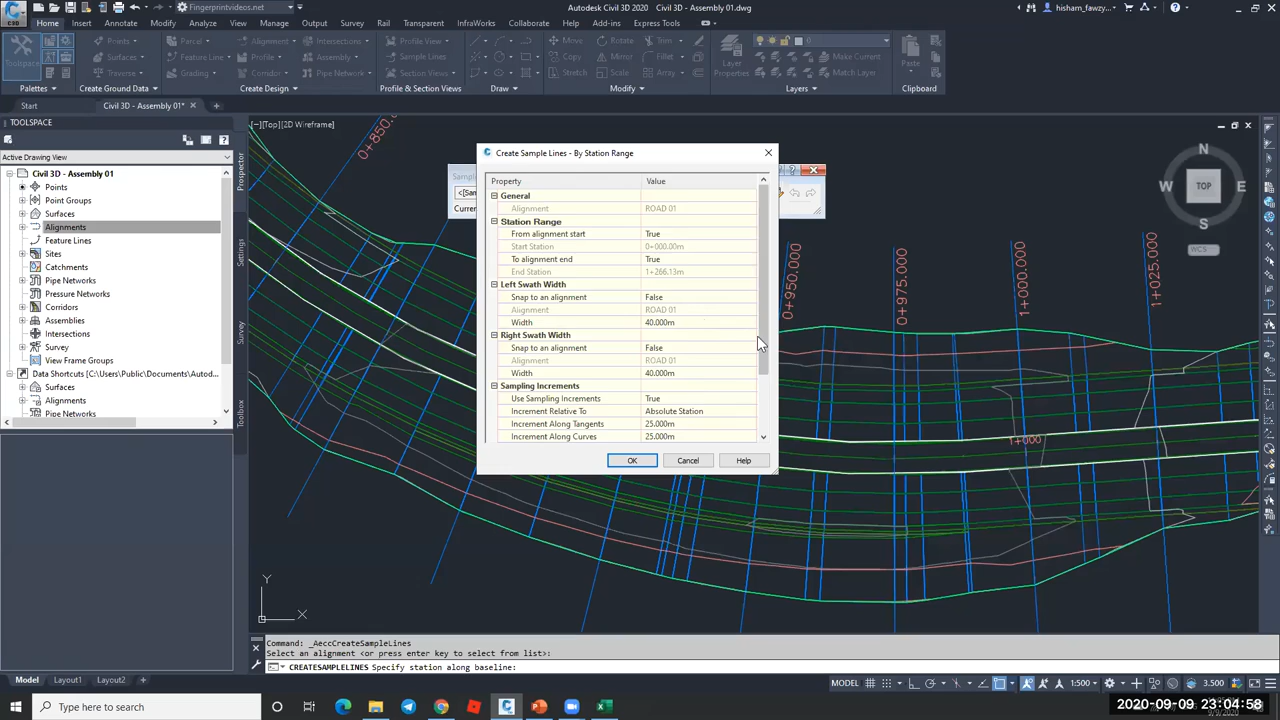 Fingerprintvideos.net
Autodesk Civil 3D 2020 - Assembly 01.dwg
hisham_fawzy...
Home Insert Annotate Modify Analyze View Manage Output Survey Rail Transparent InfraWorks Collaborate Help Add-ins Express Tools
Points Parcel Alignment Intersections Profile View Move Rotate Trim 0
Toolspace Surfaces Feature Line Profile Assembly Sample Lines Copy Mirror Fillet Layer Properties Make Current Paste
Traverse Grading Corridor Pipe Network Section Views Stretch Scale Array Match Layer
Palettes Create Ground Data Create Design Profile & Section Views Draw Modify Layers Clipboard
Start Civil 3D - Assembly 01*
TOOLSPACE
[−][Top][2D Wireframe]
Active Drawing View
Civil 3D - Assembly 01
Points
Point Groups
Surfaces
Alignments
Feature Lines
Sites
Catchments
Pipe Networks
Pressure Networks
Corridors
Assemblies
Intersections
Survey
View Frame Groups
Data Shortcuts [C:\Users\Public\Documents\Autod...
Surfaces
Alignments
Pipe Networks
Prospector
Settings
Survey
Toolbox
0+850.000
Create Sample Lines - By Station Range
Property Value
General
Alignment ROAD 01
Station Range
From alignment start True
Start Station 0+000.00m
To alignment end True
End Station 1+266.13m
Left Swath Width
Snap to an alignment False
Alignment ROAD 01
Width 40.000m
Right Swath Width
Snap to an alignment False
Alignment ROAD 01
Width 40.000m
Sampling Increments
Use Sampling Increments True
Increment Relative To Absolute Station
Increment Along Tangents 25.000m
Increment Along Curves 25.000m
OK Cancel Help
0+950.000
0+975.000
1+000.000
1+025.000
1+000
N
W TOP E
S
WCS
Y
X
Command: _AeccCreateSampleLines
Select an alignment <or press enter key to select from list>:
CREATESAMPLELINES Specify station along baseline:
Model Layout1 Layout2
MODEL 1:500 3.500
Type here to search
2020-09-09 23:04:58